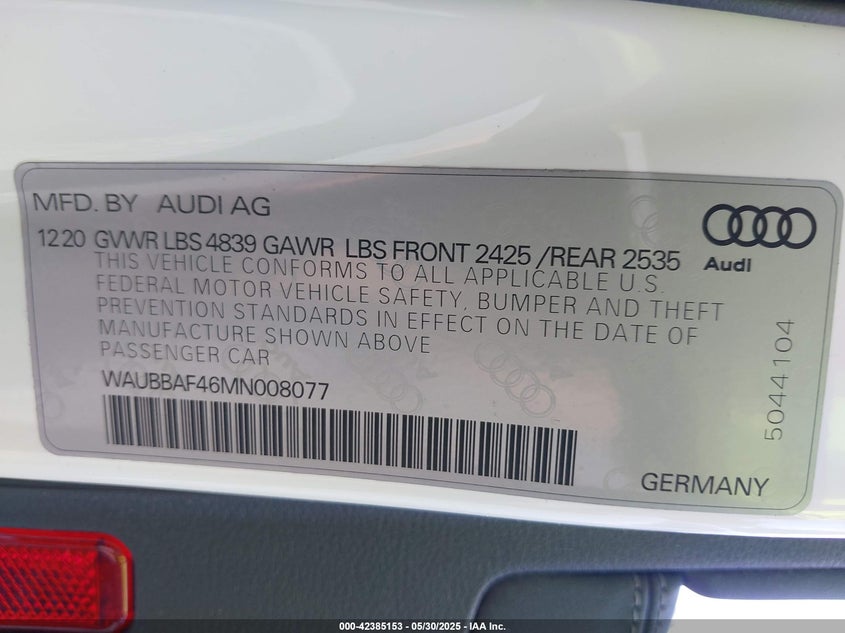 MFD. BY AUDI AG
1220 GVWR LBS 4839 GAWR LBS FRONT 2425 /REAR 2535
THIS VEHICLE CONFORMS TO ALL APPLICABLE U.S.
FEDERAL MOTOR VEHICLE SAFETY, BUMPER AND THEFT
PREVENTION STANDARDS IN EFFECT ON THE DATE OF
MANUFACTURE SHOWN ABOVE
PASSENGER CAR
WAUBBAF46MN008077
Audi
5044104
GERMANY
000-42385153 — 05/30/2025 — IAA Inc.